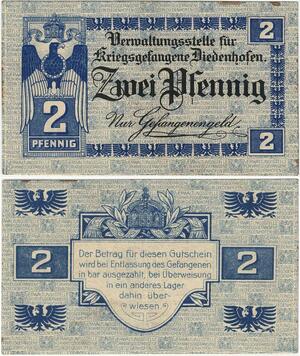 2
Verwaltungsstelle für
Kriegsgefangene Diedenhofen.
Zwei Pfennig
Nur Gefangenengeld
2
PFENNIG
2
2
Der Betrag für diesen Gutschein
wird bei Entlassung des Gefangenen
in bar ausgezahlt, bei Überweisung
in ein anderes Lager
dahin über-
wiesen.
2